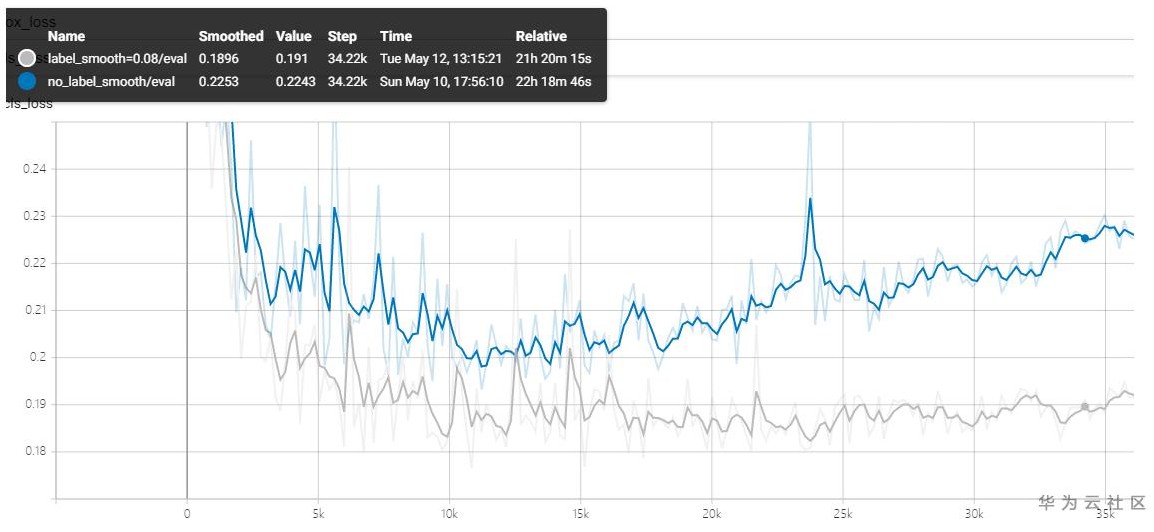 ox_loss
Name Smoothed Value Step Time Relative
label_smooth=0.08/eval 0.1896 0.191 34.22k Tue May 12, 13:15:21 21h 20m 15s
no_label_smooth/eval 0.2253 0.2243 34.22k Sun May 10, 17:56:10 22h 18m 46s
cls_loss
0.24
0.23
0.22
0.21
0.2
0.19
0.18
0 5k 10k 15k 20k 25k 30k 35k
华为云社区